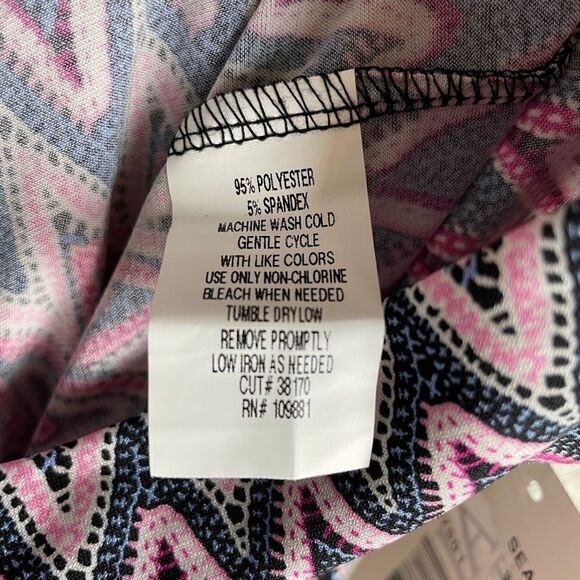 95% POLYESTER
5% SPANDEX
MACHINE WASH COLD
GENTLE CYCLE
WITH LIKE COLORS
USE ONLY NON-CHLORINE
BLEACH WHEN NEEDED
TUMBLE DRY LOW
REMOVE PROMPTLY
LOW IRON AS NEEDED
CUT# 38170
RN# 109881